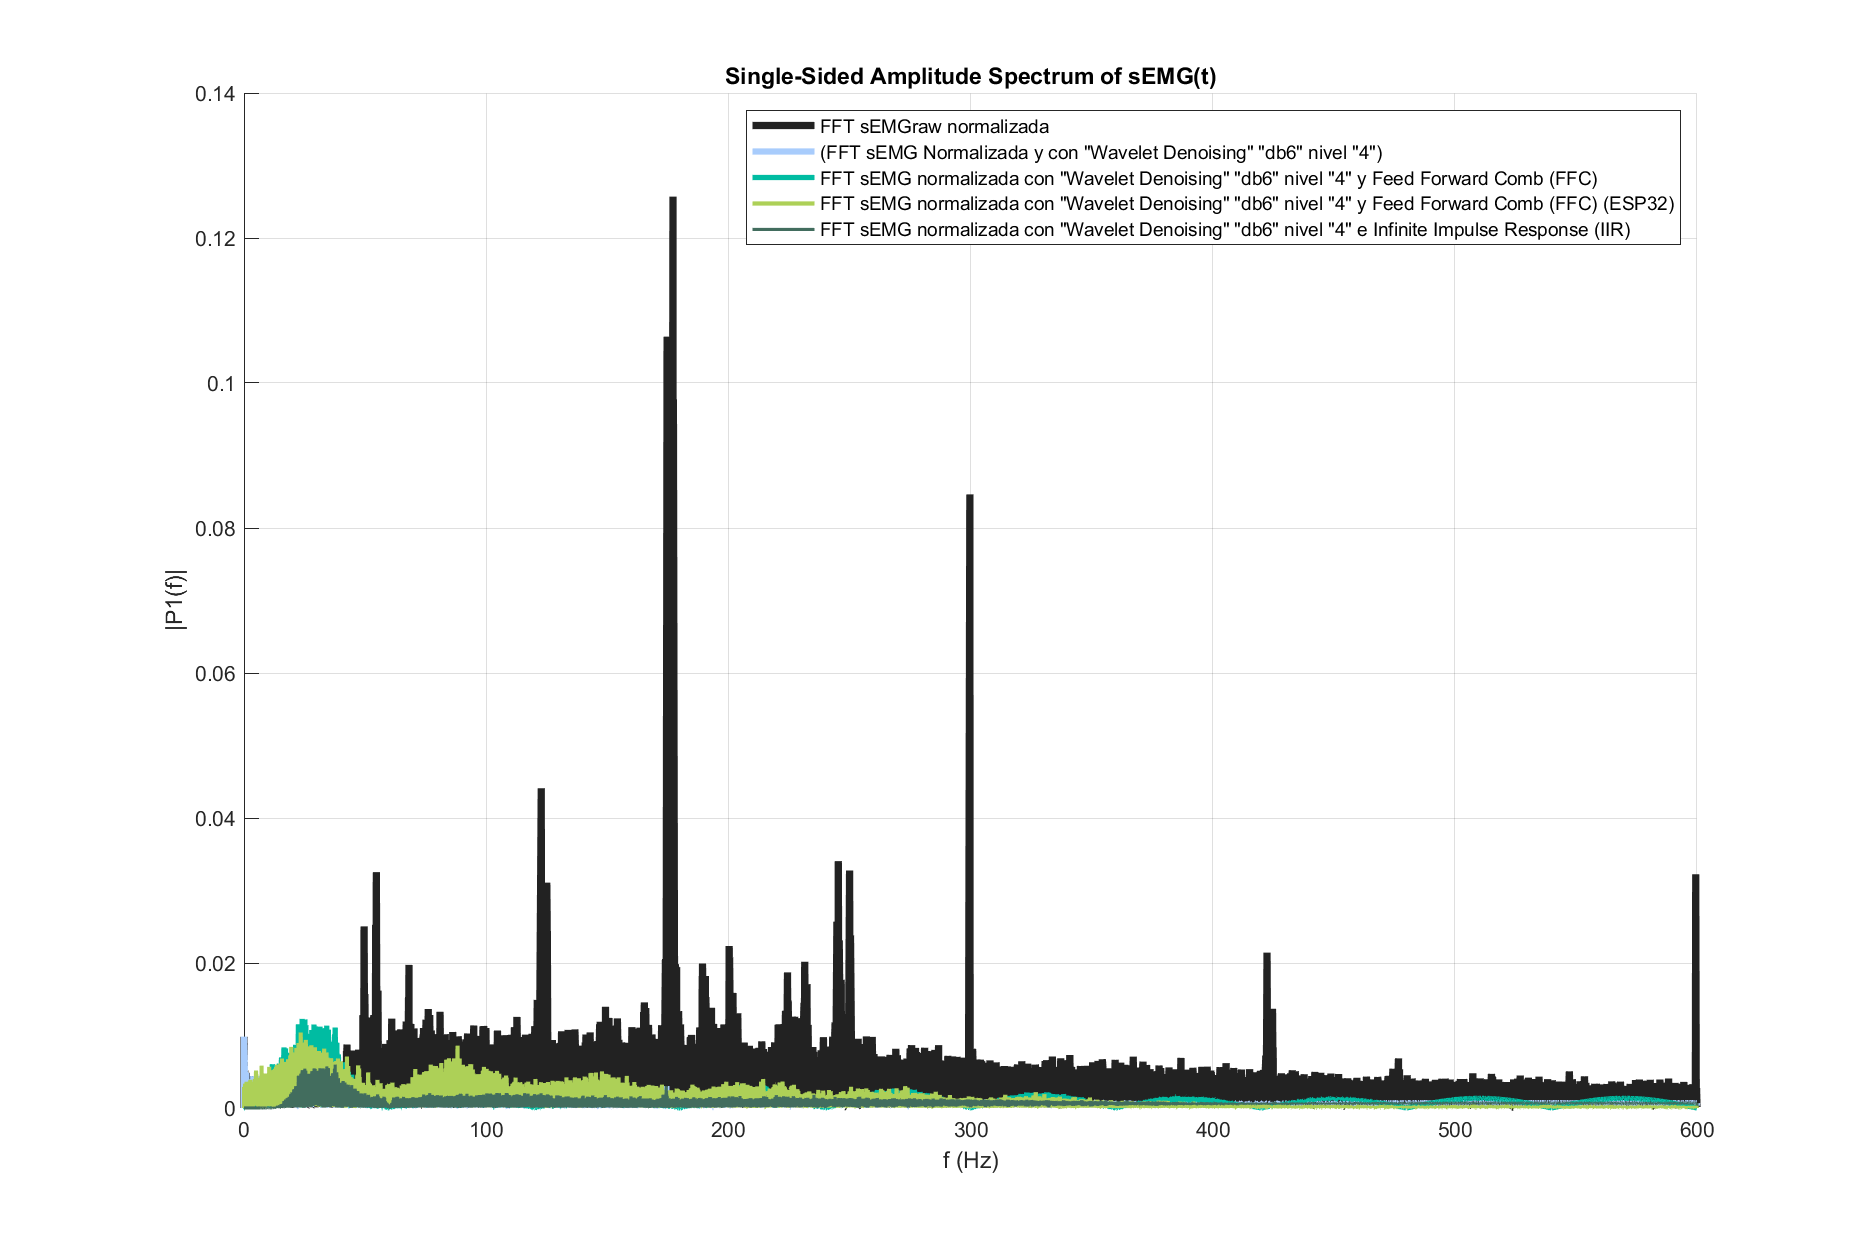 Single-Sided Amplitude Spectrum of sEMG(t)
FFT sEMGraw normalizada
(FFT sEMG Normalizada y con "Wavelet Denoising" "db6" nivel "4")
FFT sEMG normalizada con "Wavelet Denoising" "db6" nivel "4" y Feed Forward Comb (FFC)
FFT sEMG normalizada con "Wavelet Denoising" "db6" nivel "4" y Feed Forward Comb (FFC) (ESP32)
FFT sEMG normalizada con "Wavelet Denoising" "db6" nivel "4" e Infinite Impulse Response (IIR)
0.14
0.12
0.1
0.08
0.06
0.04
0.02
0
|P1(f)|
0 100 200 300 400 500 600
f (Hz)